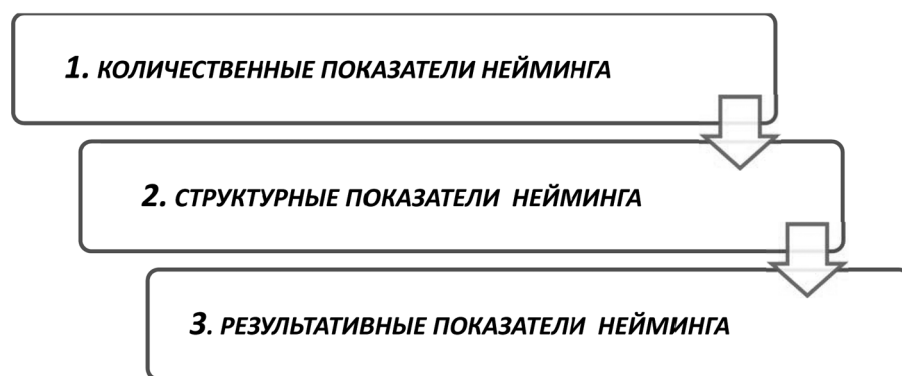 1. КОЛИЧЕСТВЕННЫЕ ПОКАЗАТЕЛИ НЕЙМИНГА
2. СТРУКТУРНЫЕ ПОКАЗАТЕЛИ НЕЙМИНГА
3. РЕЗУЛЬТАТИВНЫЕ ПОКАЗАТЕЛИ НЕЙМИНГА